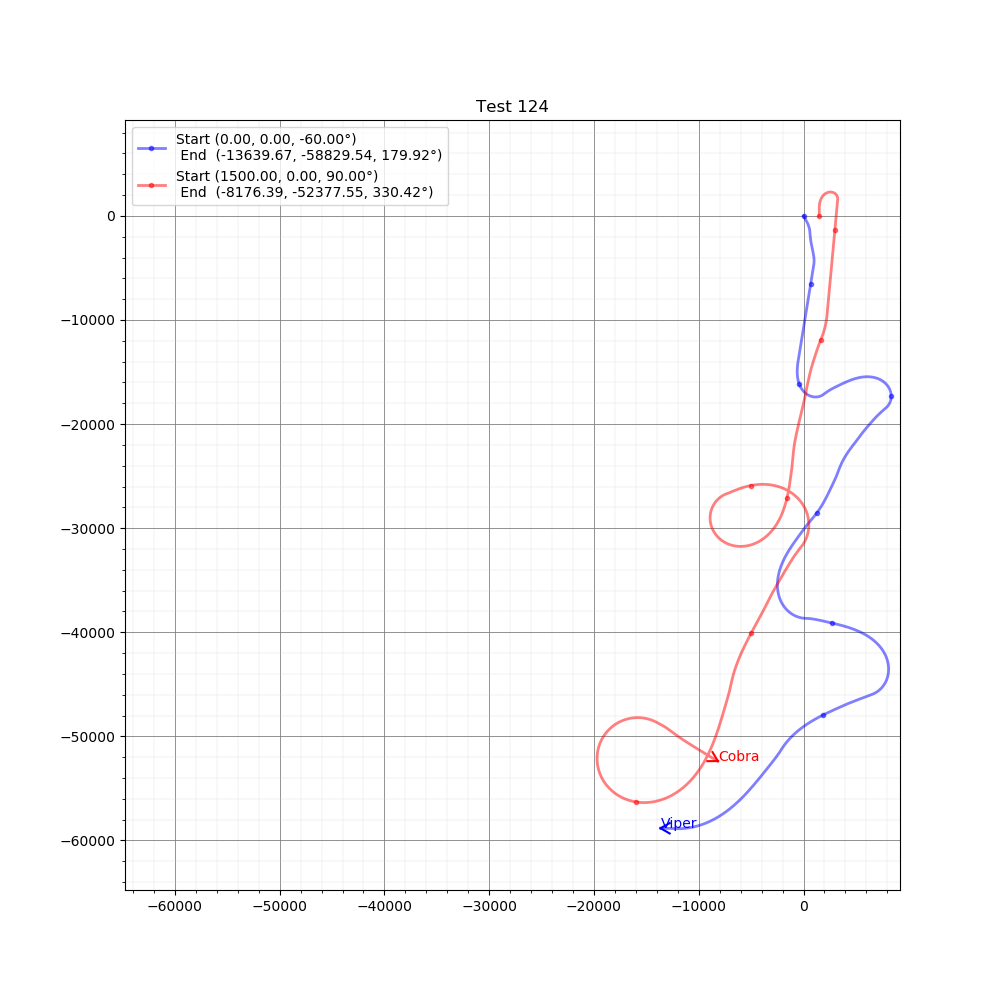 Test 124
Start (0.00, 0.00, -60.00°)
End  (-13639.67, -58829.54, 179.92°)
Start (1500.00, 0.00, 90.00°)
End  (-8176.39, -52377.55, 330.42°)
0
−10000
−20000
−30000
−40000
−50000
−60000
Cobra
Viper
−60000
−50000
−40000
−30000
−20000
−10000
0